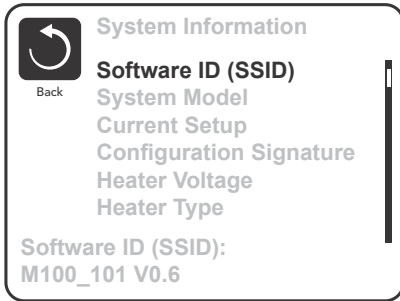 System Information
Software ID (SSID)
Back
System Model
Current Setup
Configuration Signature
Heater Voltage
Heater Type
Software ID (SSID):
M100_101 V0.6